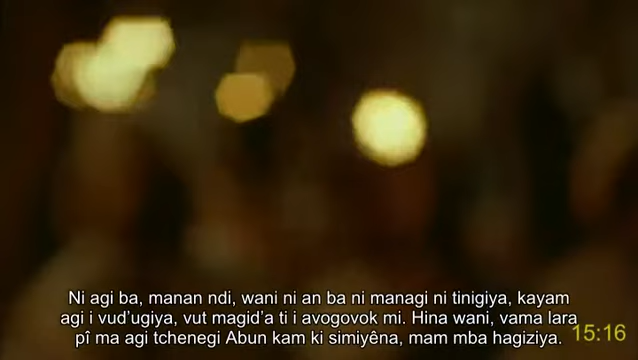 Ni agi ba, manan ndi, wani ni an ba ni managi ni tinigiya, kayam
agi i vud’ugiya, vut magid’a ti i avogovok mi. Hina wani, vama lara
pî ma agi tchenegi Abun kam ki simiyêna, mam mba hagiziya.
15:16